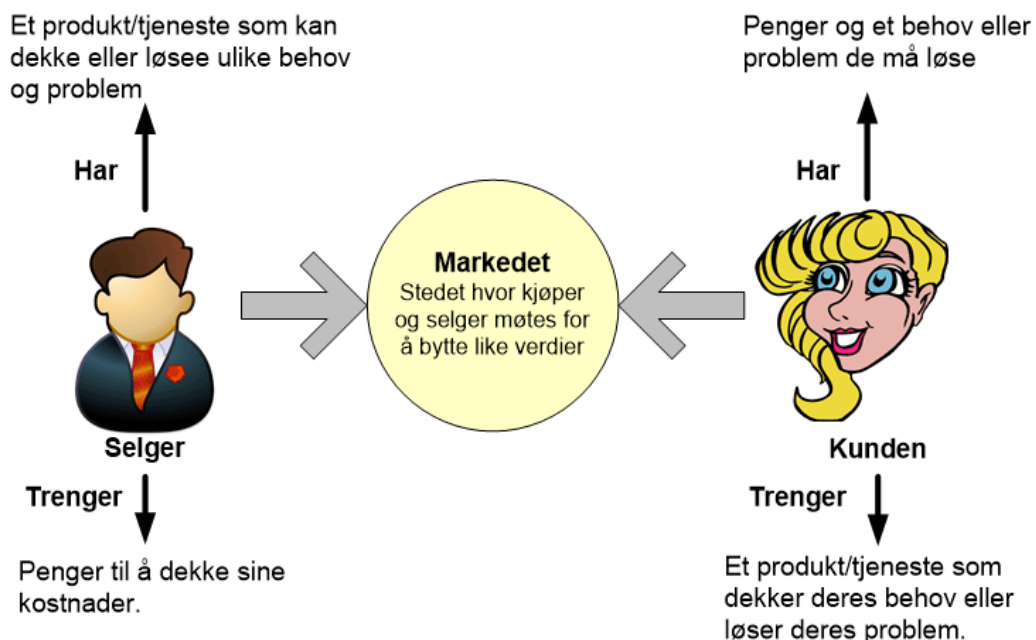 Et produkt/tjeneste som kan
dekke eller løsee ulike behov
og problem
Har
Selger
Trenger
Penger til å dekke sine
kostnader.
Markedet
Stedet hvor kjøper
og selger møtes for
å bytte like verdier
Penger og et behov eller
problem de må løse
Har
Kunden
Trenger
Et produkt/tjeneste som
dekker deres behov eller
løser deres problem.